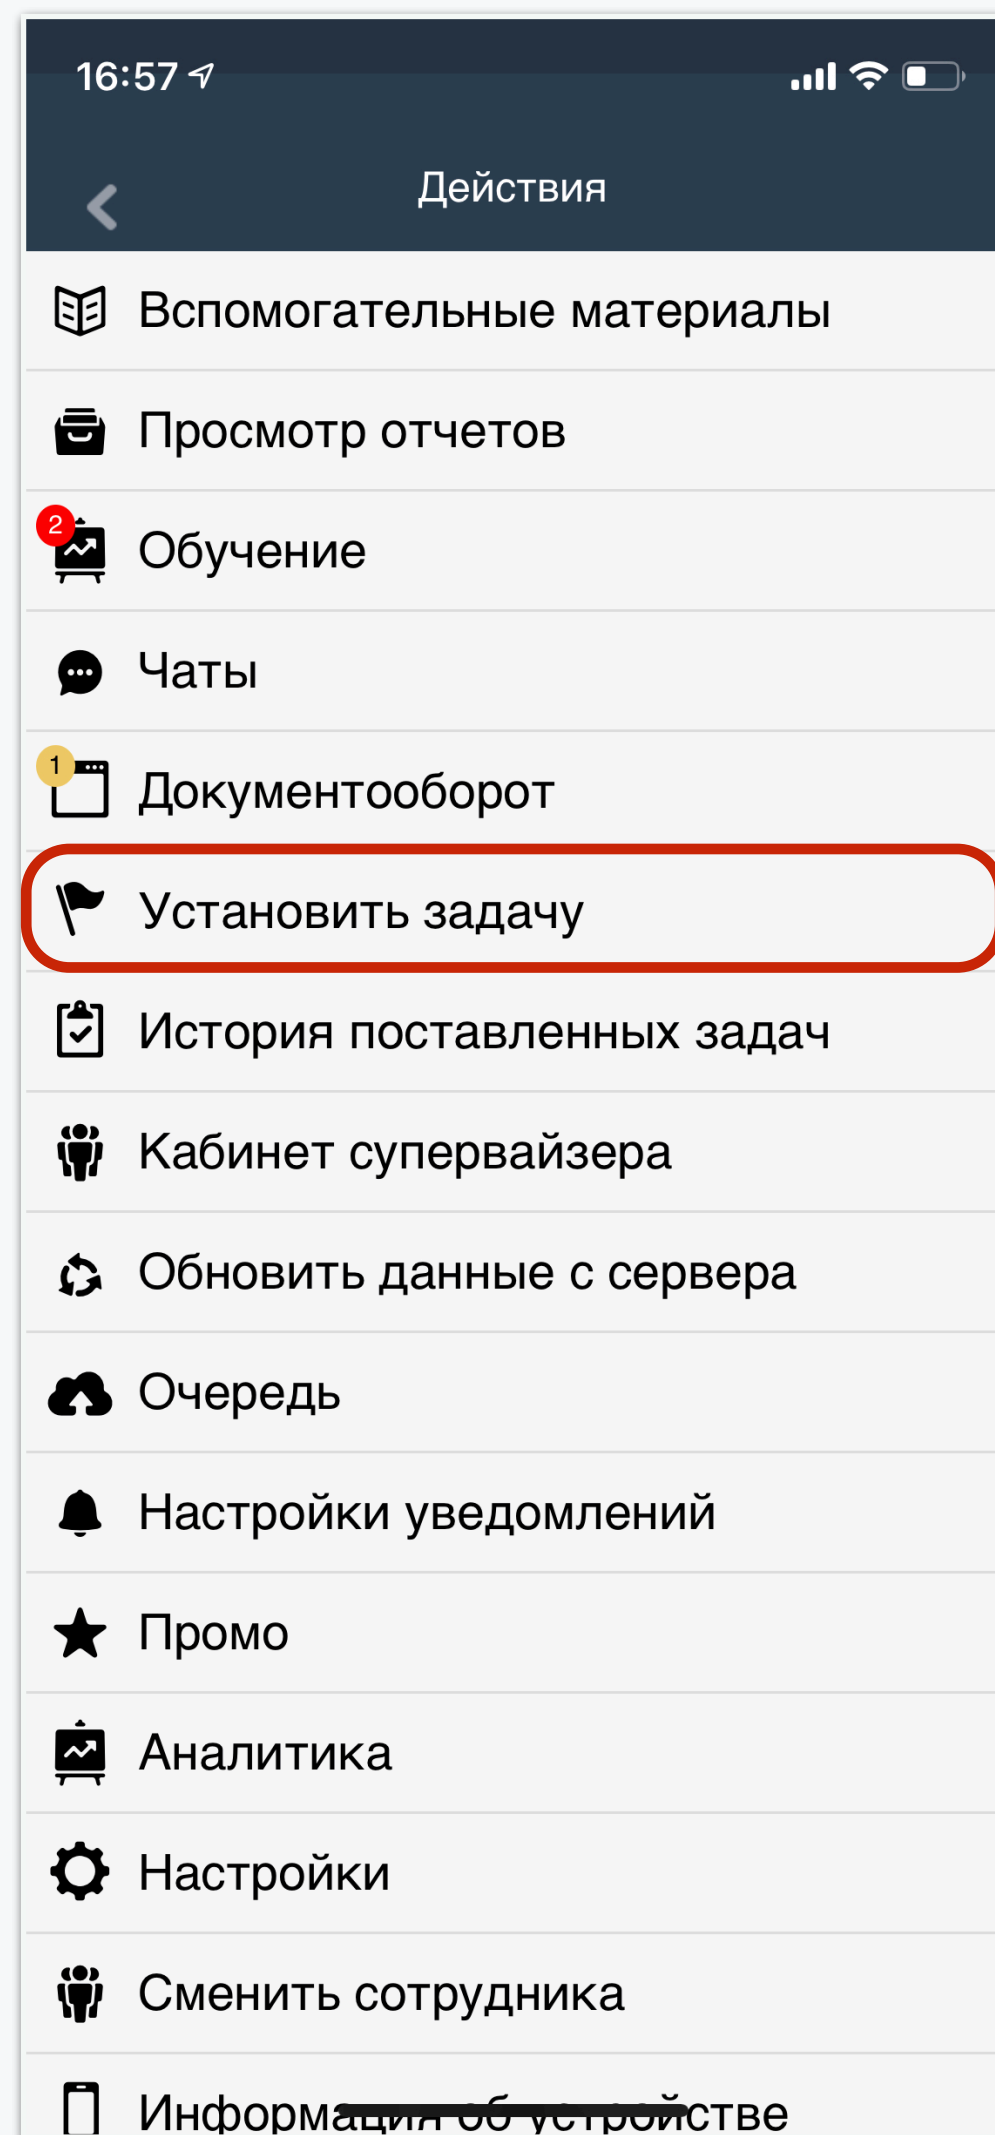 16:57
Действия
Вспомогательные материалы
Просмотр отчетов
2
Обучение
Чаты
1
Документооборот
Установить задачу
История поставленных задач
Кабинет супервайзера
Обновить данные с сервера
Очередь
Настройки уведомлений
Промо
Аналитика
Настройки
Сменить сотрудника
Информация об устройстве